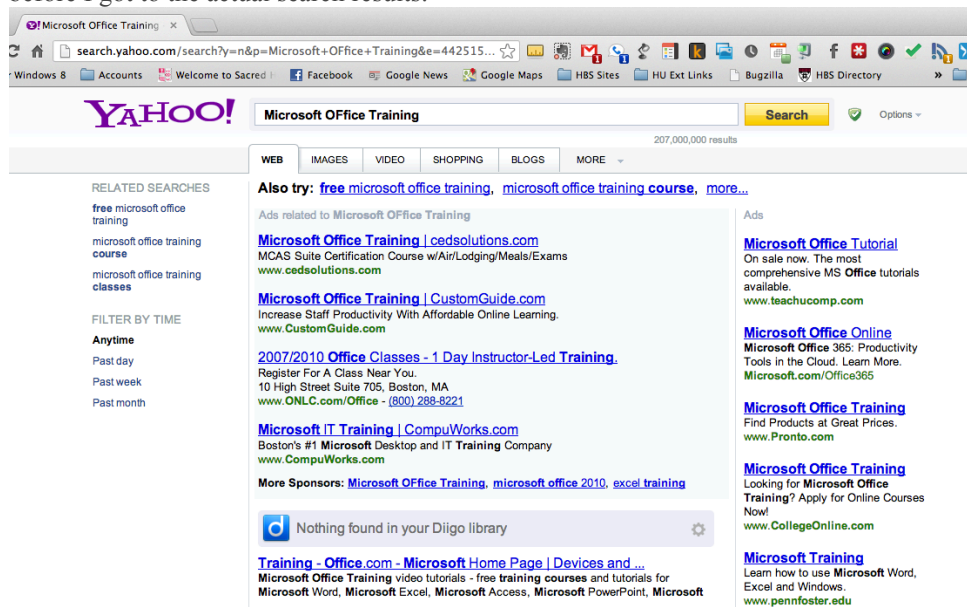 before I got to the actual search results.
Microsoft OFfice Training ×
search.yahoo.com/search?y=n&p=Microsoft+OFfice+Training&e=442515...
Windows 8 Accounts Welcome to Sacred H Facebook Google News Google Maps HBS Sites HU Ext Links Bugzilla HBS Directory »
YAHOO!
Microsoft OFfice Training
Search
Options
207,000,000 results
WEB IMAGES VIDEO SHOPPING BLOGS MORE
RELATED SEARCHES
free microsoft office
training
microsoft office training
course
microsoft office training
classes
FILTER BY TIME
Anytime
Past day
Past week
Past month
Also try: free microsoft office training, microsoft office training course, more...
Ads related to Microsoft OFfice Training
Microsoft Office Training | cedsolutions.com
MCAS Suite Certification Course w/Air/Lodging/Meals/Exams
www.cedsolutions.com
Microsoft Office Training | CustomGuide.com
Increase Staff Productivity With Affordable Online Learning.
www.CustomGuide.com
2007/2010 Office Classes - 1 Day Instructor-Led Training.
Register For A Class Near You.
10 High Street Suite 705, Boston, MA
www.ONLC.com/Office - (800) 288-8221
Microsoft IT Training | CompuWorks.com
Boston's #1 Microsoft Desktop and IT Training Company
www.CompuWorks.com
More Sponsors: Microsoft OFfice Training, microsoft office 2010, excel training
d Nothing found in your Diigo library
Training - Office.com - Microsoft Home Page | Devices and ...
Microsoft Office Training video tutorials - free training courses and tutorials for
Microsoft Word, Microsoft Excel, Microsoft Access, Microsoft PowerPoint, Microsoft
Ads
Microsoft Office Tutorial
On sale now. The most
comprehensive MS Office tutorials
available.
www.teachucomp.com
Microsoft Office Online
Microsoft Office 365: Productivity
Tools in the Cloud. Learn More.
Microsoft.com/Office365
Microsoft Office Training
Find Products at Great Prices.
www.Pronto.com
Microsoft Office Training
Looking for Microsoft Office
Training? Apply for Online Courses
Now!
www.CollegeOnline.com
Microsoft Training
Learn how to use Microsoft Word,
Excel and Windows.
www.pennfoster.edu